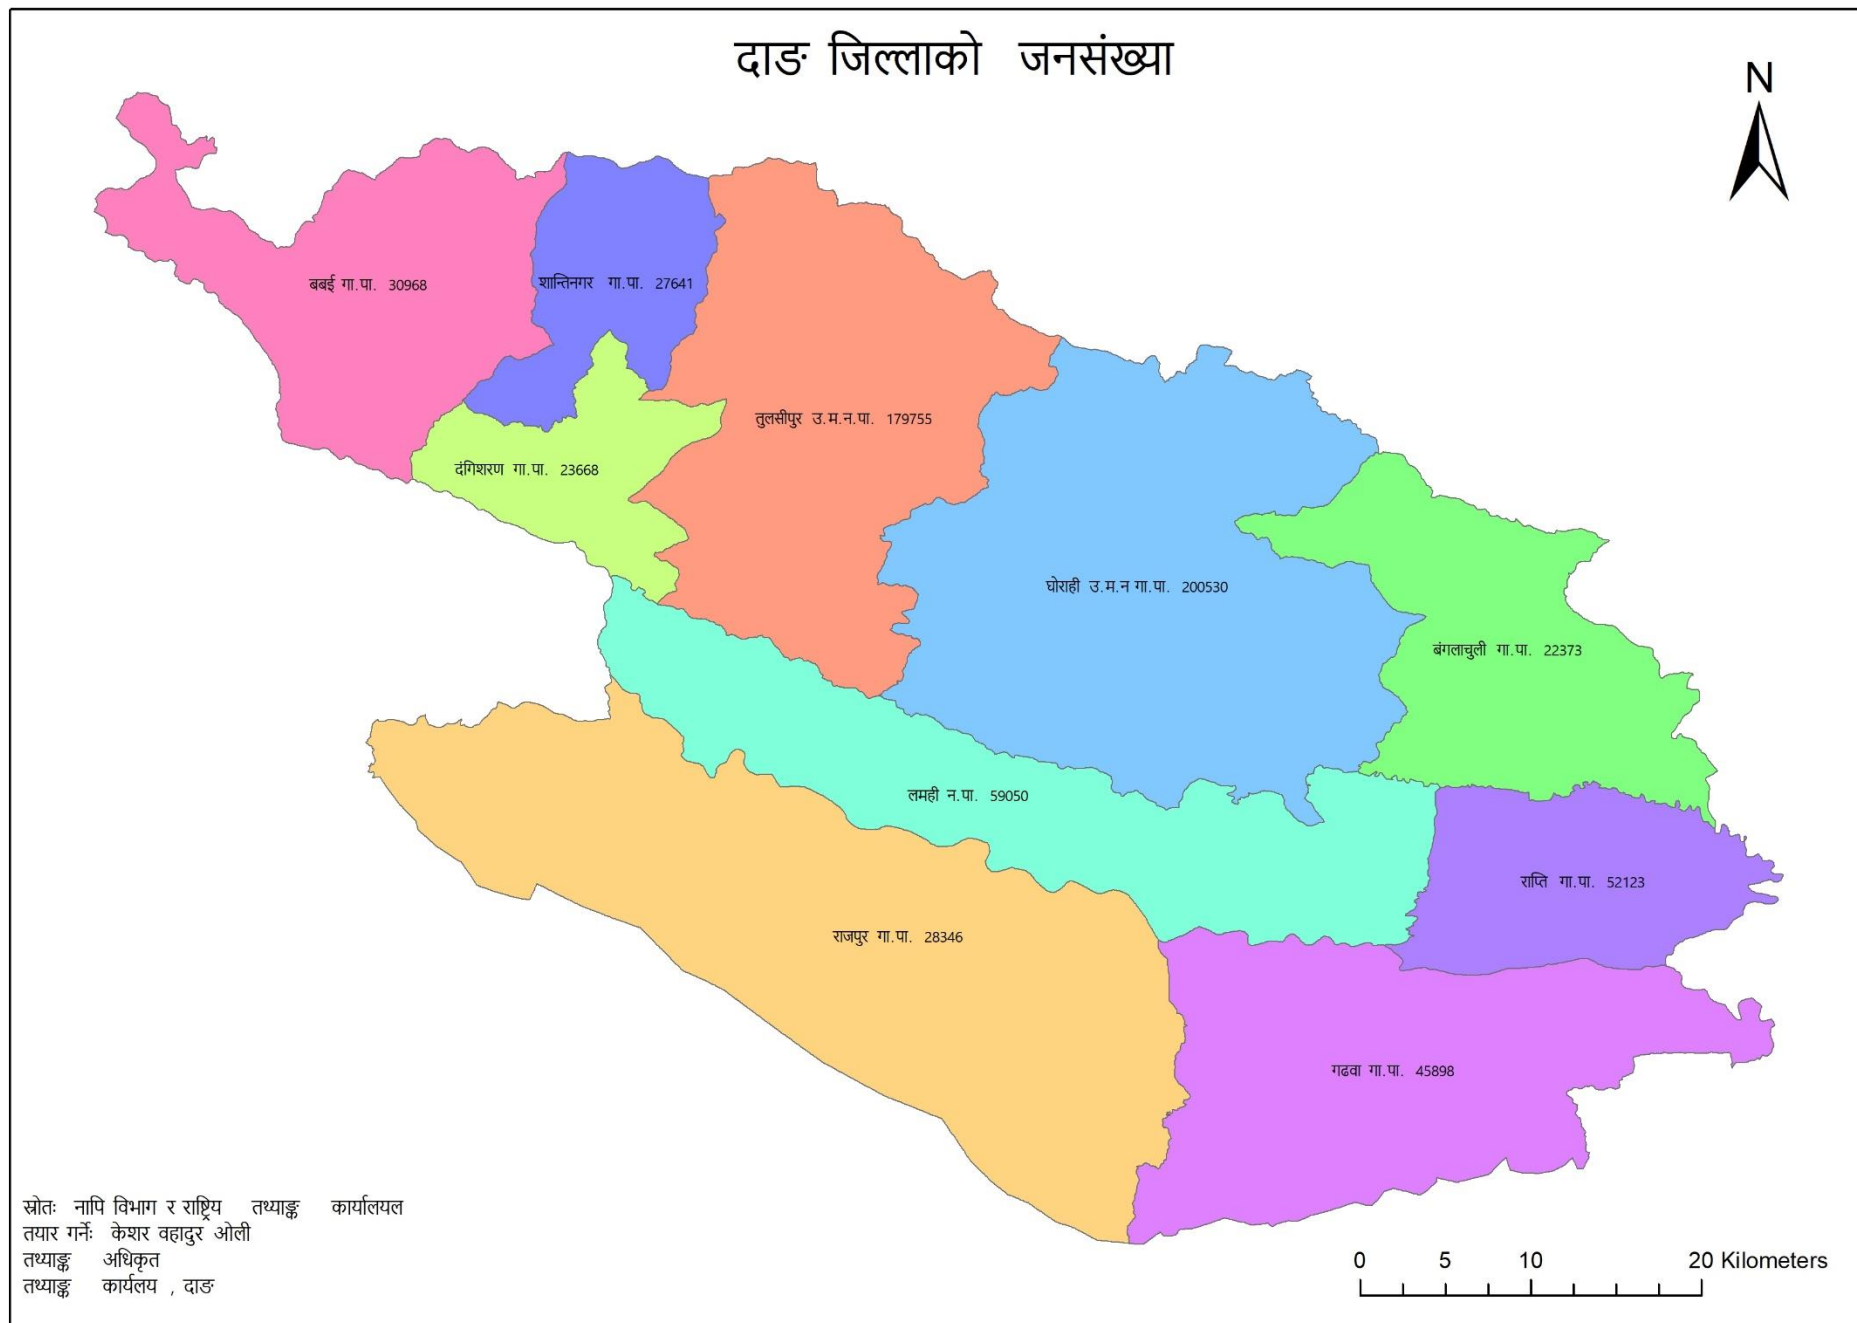 दाङ जिल्लाको जनसंख्या
N
बबई गा.पा. 30968
शान्तिनगर गा.पा. 27641
तुलसीपुर उ.म.न.पा. 179755
दंगिशरण गा.पा. 23668
घोराही उ.म.न गा.पा. 200530
बंगलाचुली गा.पा. 22373
लमही न.पा. 59050
राप्ति गा.पा. 52123
राजपुर गा.पा. 28346
गढवा गा.पा. 45898
स्रोतः नापि विभाग र राष्ट्रिय तथ्याङ्क कार्यालयल
तयार गर्नेः केशर वहादुर ओली
तथ्याङ्क अधिकृत
तथ्याङ्क कार्यलय , दाङ
0 5 10 20 Kilometers